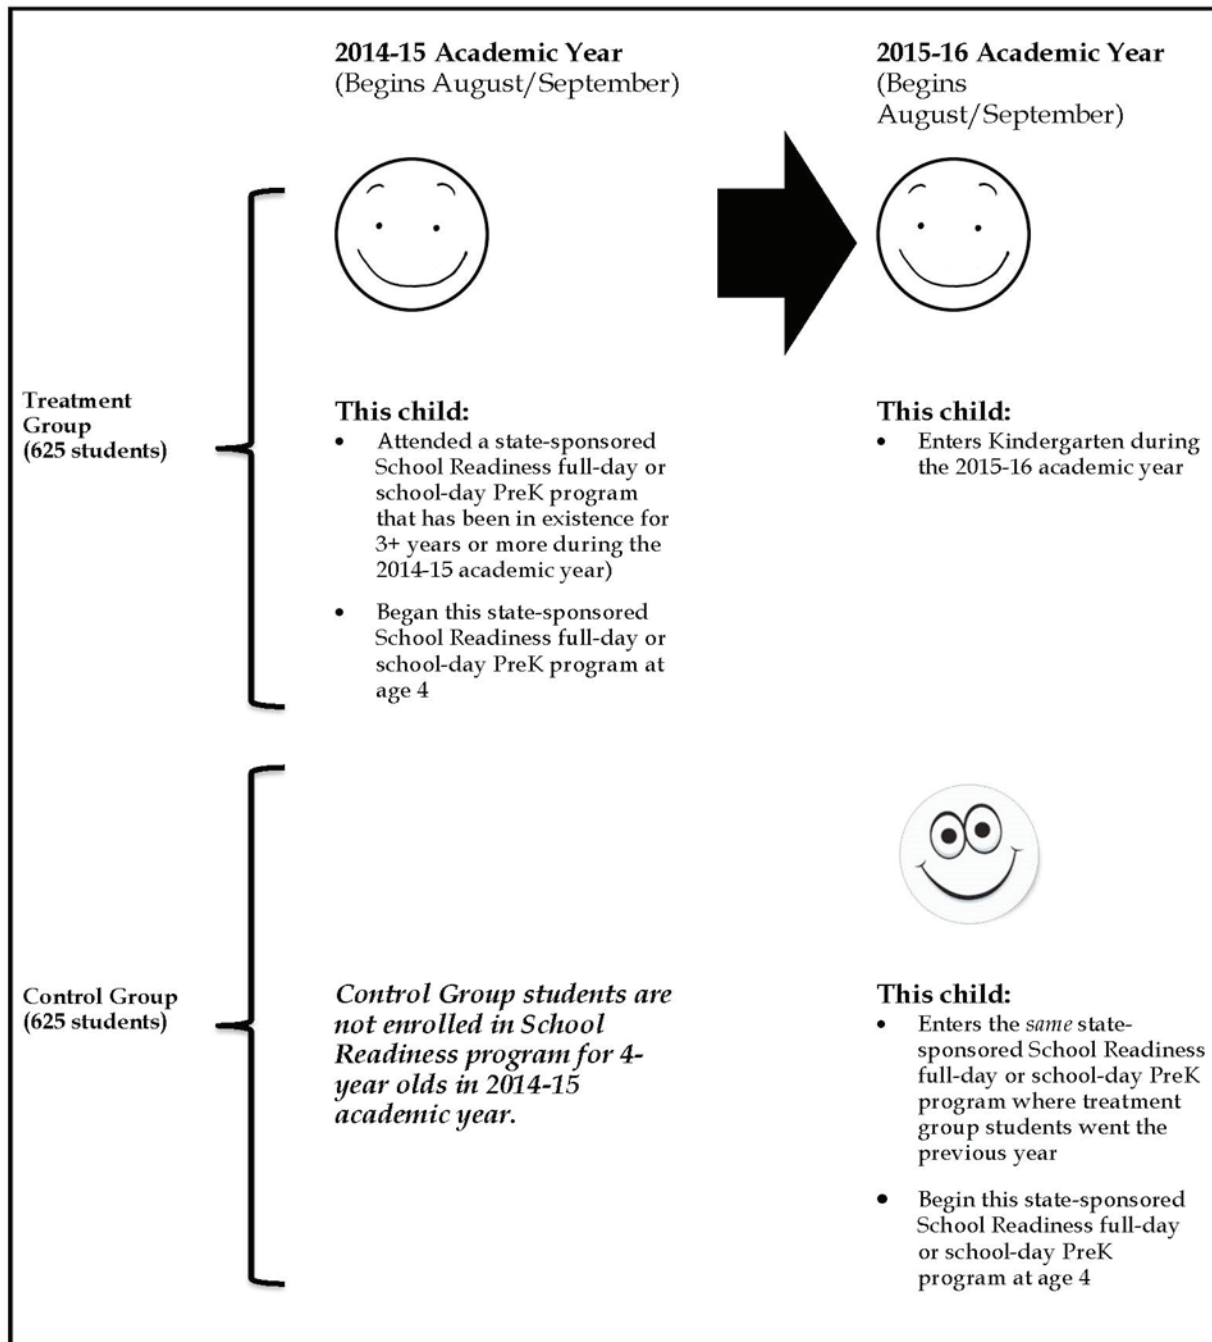 2014-15 Academic Year
(Begins August/September)
2015-16 Academic Year
(Begins
August/September)
Treatment
Group
(625 students)
This child:
• Attended a state-sponsored
School Readiness full-day or
school-day PreK program
that has been in existence for
3+ years or more during the
2014-15 academic year)
• Began this state-sponsored
School Readiness full-day or
school-day PreK program at
age 4
This child:
• Enters Kindergarten during
the 2015-16 academic year
Control Group
(625 students)
Control Group students are
not enrolled in School
Readiness program for 4-
year olds in 2014-15
academic year.
This child:
• Enters the same state-
sponsored School Readiness
full-day or school-day PreK
program where treatment
group students went the
previous year
• Begin this state-sponsored
School Readiness full-day
or school-day PreK
program at age 4